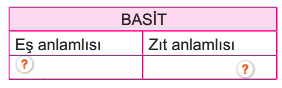 BASİT
Eş anlamlısı Zıt anlamlısı
? ?